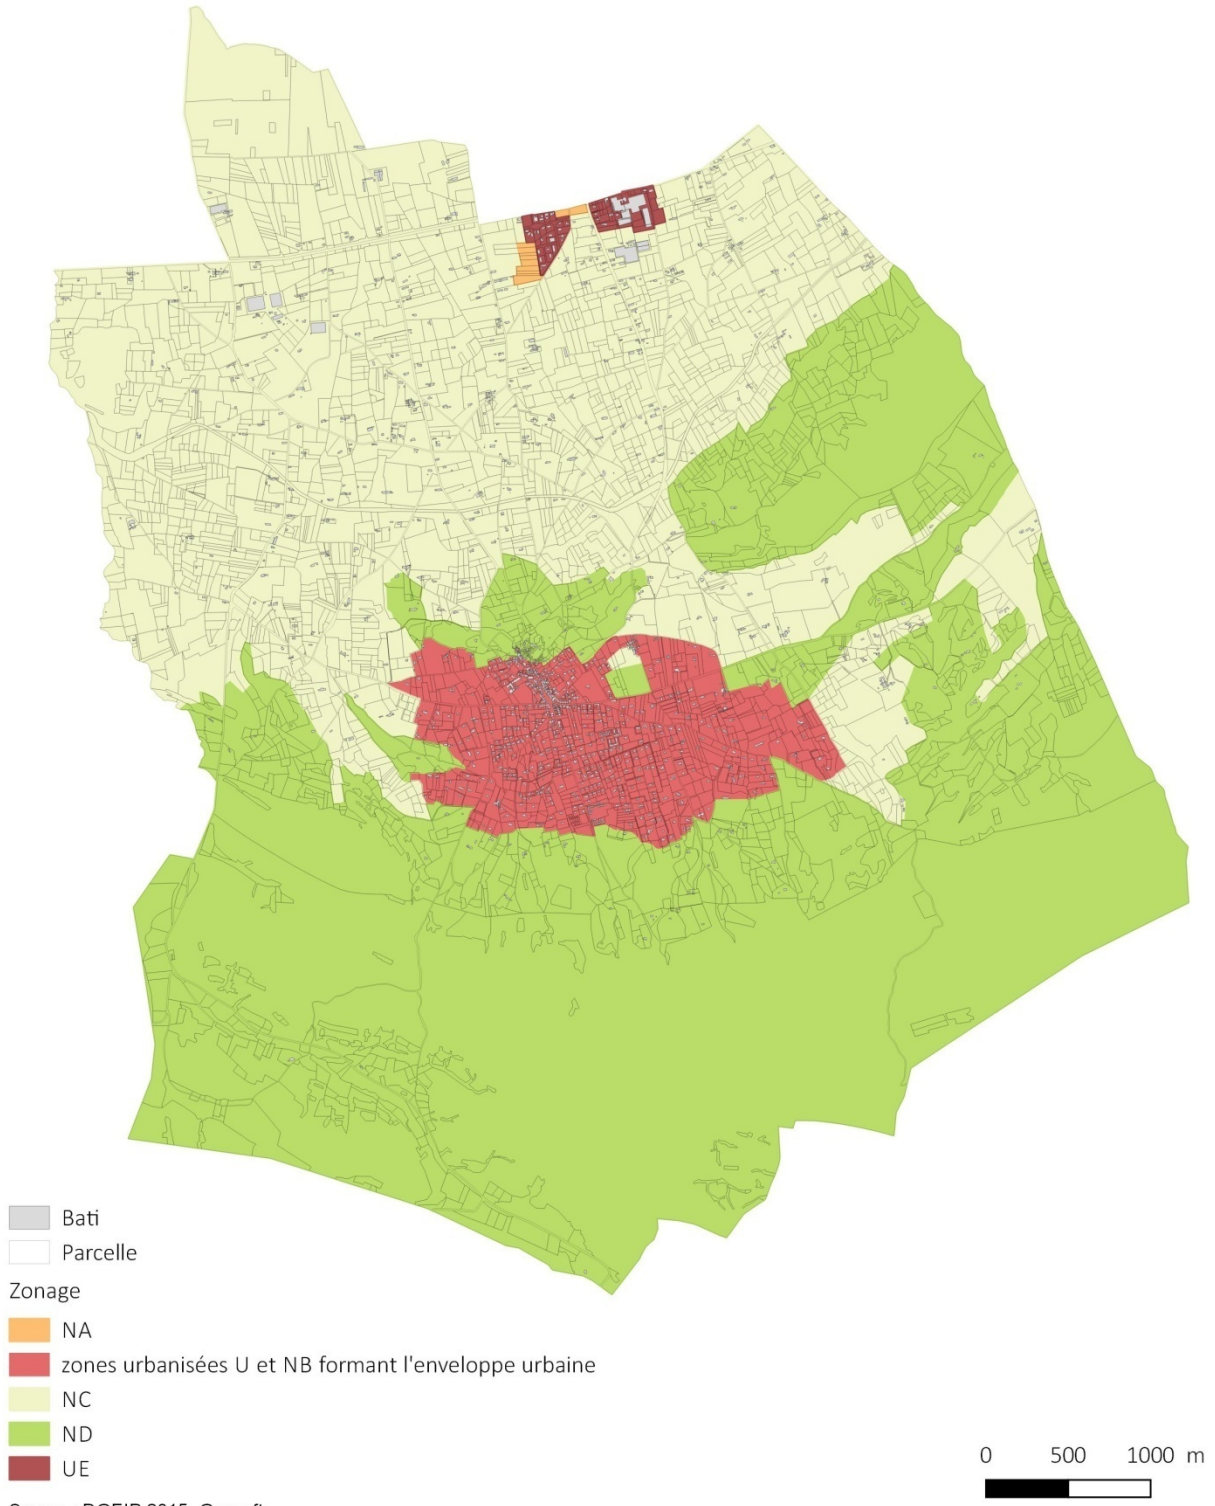 Bati
Parcelle
Zonage
NA
zones urbanisées U et NB formant l'enveloppe urbaine
NC
ND
UE
0 500 1000 m